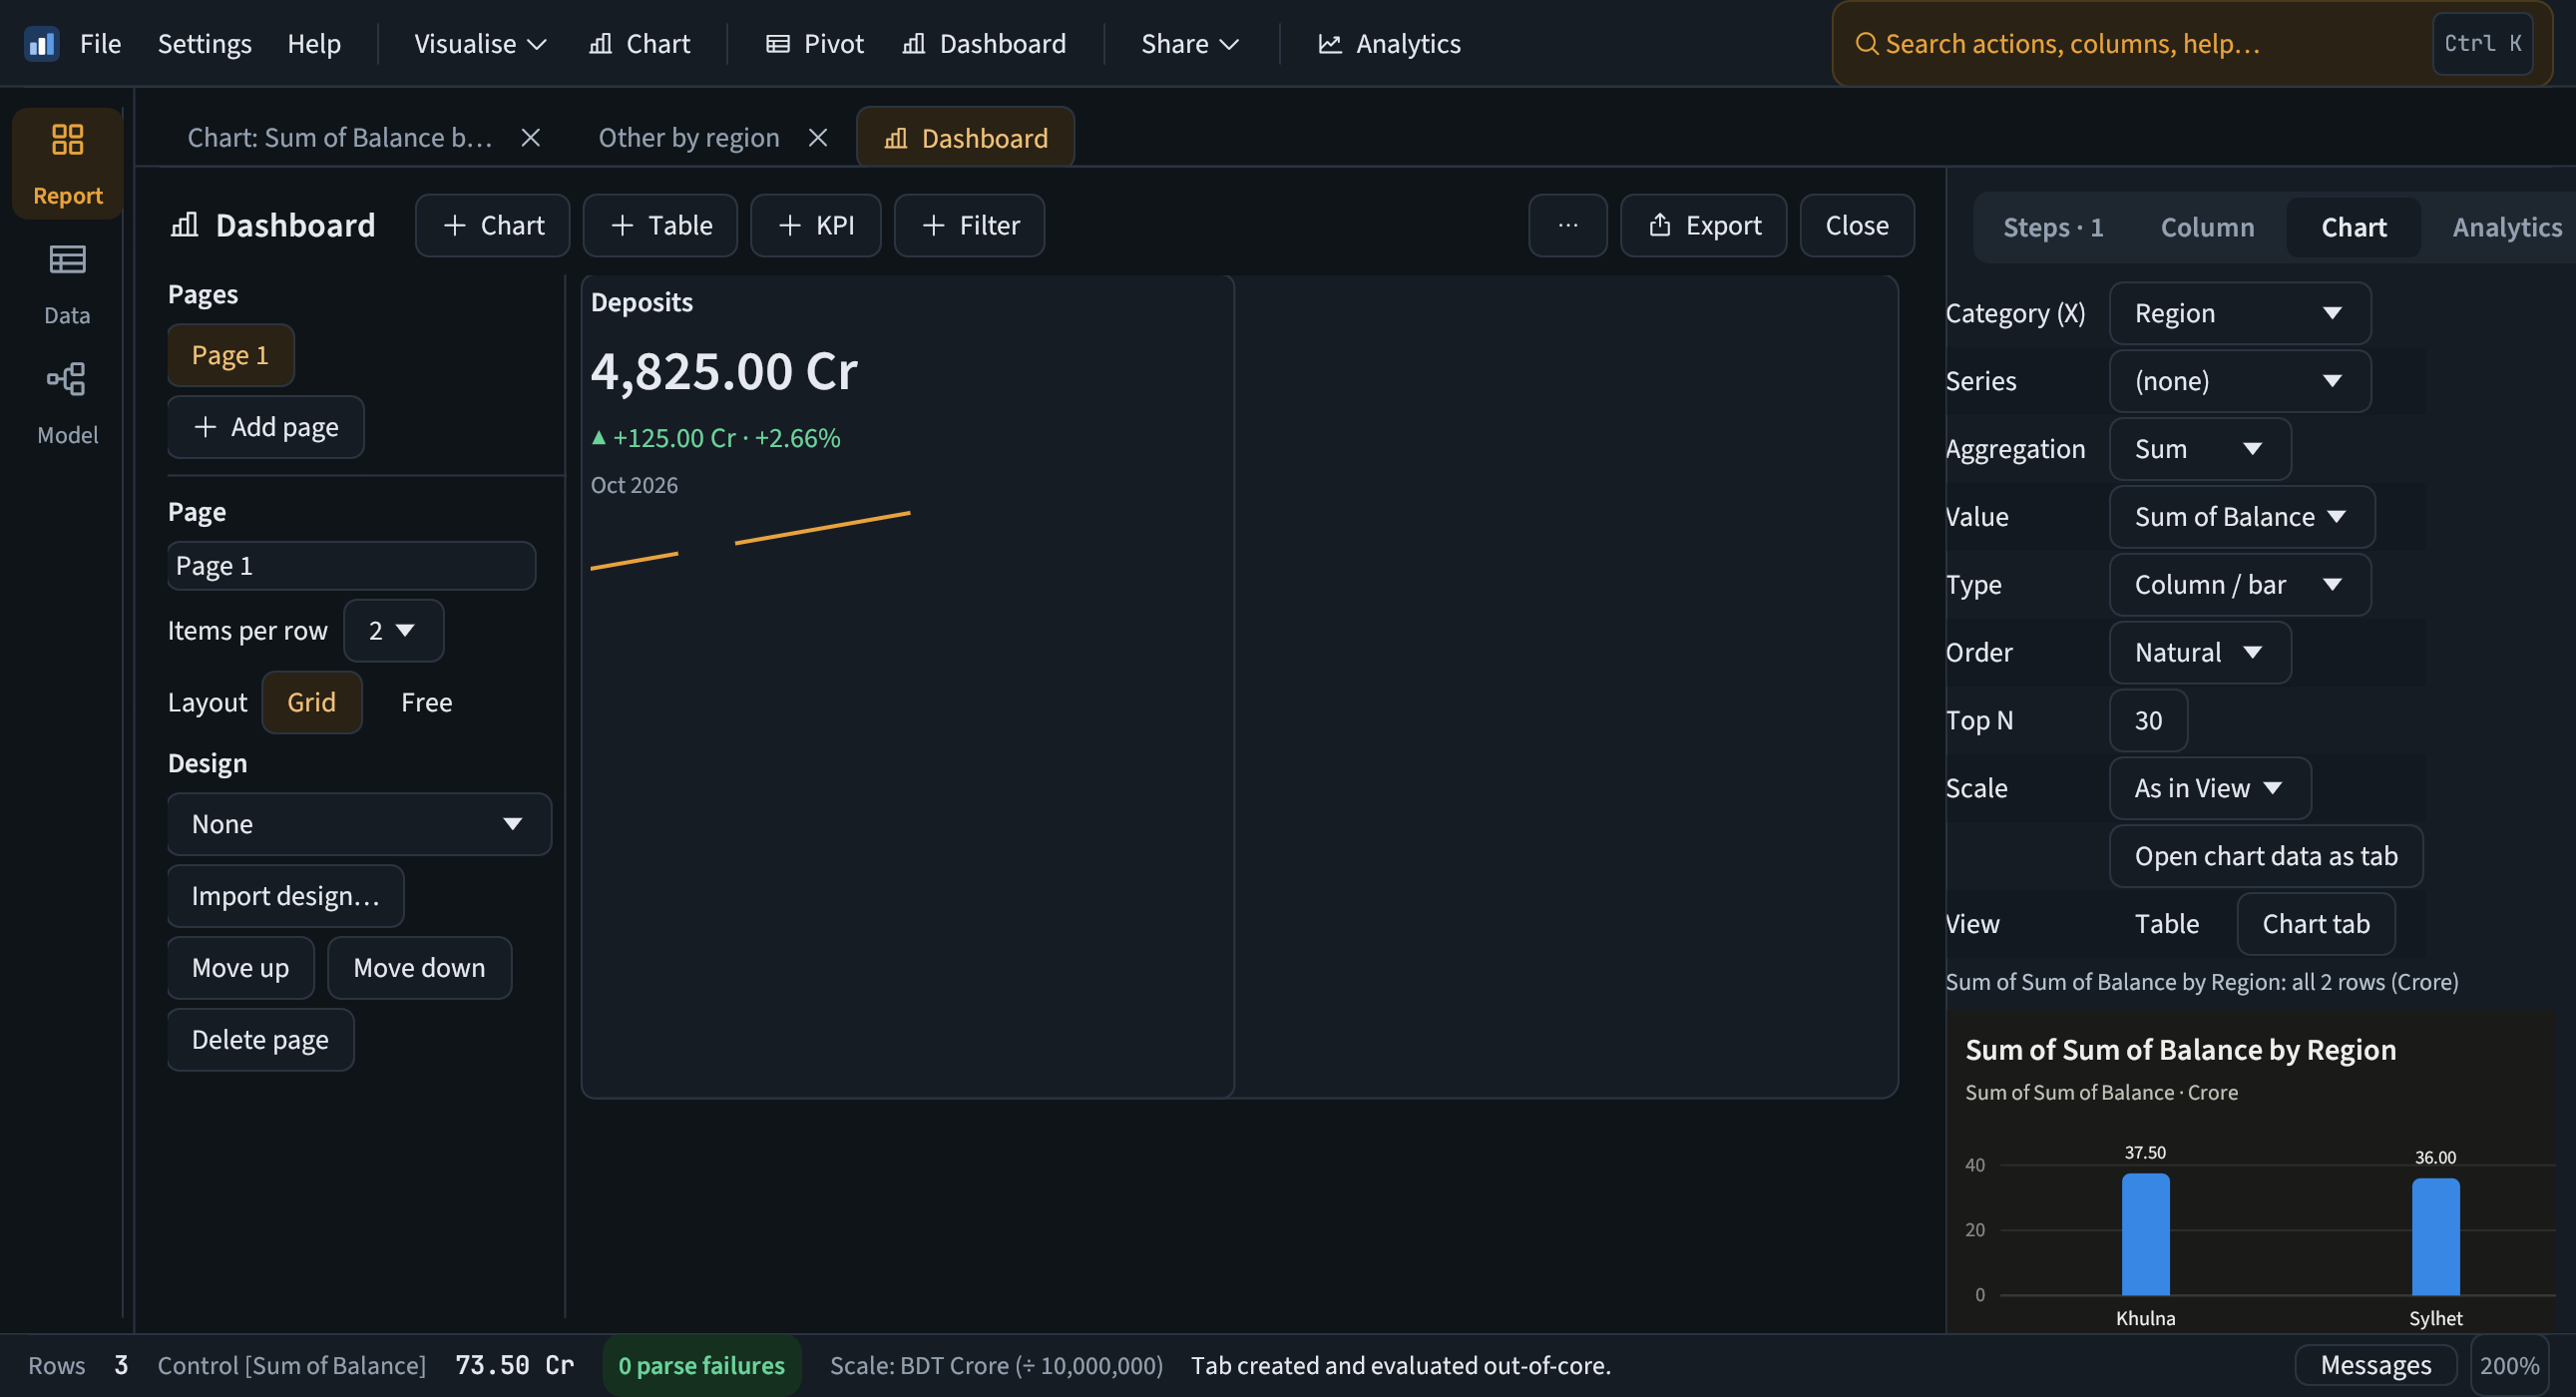 File Settings Help Visualise Chart Pivot Dashboard Share Analytics Search actions, columns, help… Ctrl K
Report
Data
Model
Chart: Sum of Balance b… Other by region Dashboard
Dashboard + Chart + Table + KPI + Filter … Export Close
Pages
Page 1
+ Add page
Page
Page 1
Items per row 2
Layout Grid Free
Design
None
Import design…
Move up Move down
Delete page
Deposits
4,825.00 Cr
▲ +125.00 Cr · +2.66%
Oct 2026
Steps · 1 Column Chart Analytics
Category (X) Region
Series (none)
Aggregation Sum
Value Sum of Balance
Type Column / bar
Order Natural
Top N 30
Scale As in View
Open chart data as tab
View Table Chart tab
Sum of Sum of Balance by Region: all 2 rows (Crore)
Sum of Sum of Balance by Region
Sum of Sum of Balance · Crore
37.50 36.00
40
20
0
Khulna Sylhet
Rows 3 Control [Sum of Balance] 73.50 Cr 0 parse failures Scale: BDT Crore (÷ 10,000,000) Tab created and evaluated out-of-core. Messages 200%